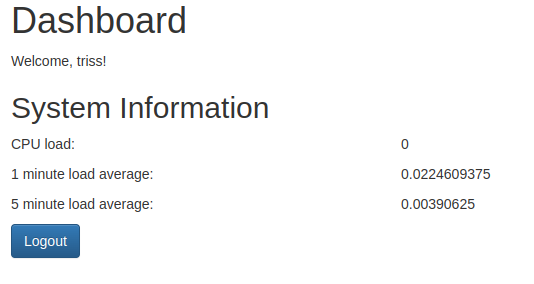 Dashboard
Welcome, triss!
System Information
CPU load: 0
1 minute load average: 0.0224609375
5 minute load average: 0.00390625
Logout